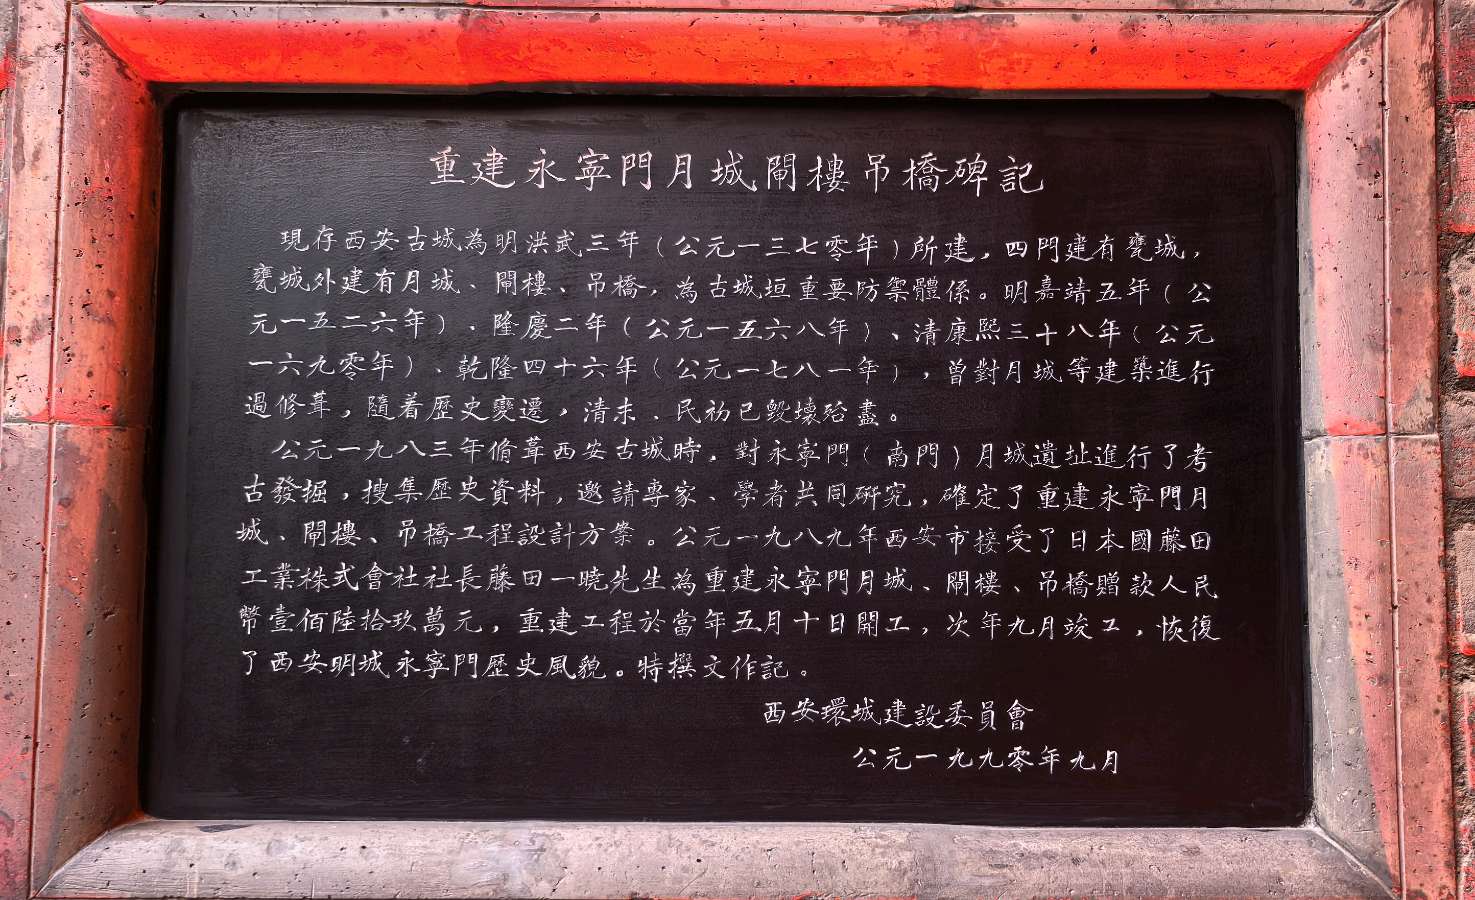 重建永寧門月城閘樓吊橋碑記
現存西安古城為明洪武三年（公元一三七零年）所建，四門建有甕城，
甕城外建有月城、閘樓、吊橋，為古城垣重要防禦體係。明嘉靖五年（公
元一五二六年）、隆慶二年（公元一五六八年）、清康熙三十八年（公元
一六九零年）、乾隆四十六年（公元一七八一年），曾對月城等建築進行
過修葺，隨着歷史變遷，清末、民初已毀壞殆盡。
公元一九八三年脩葺西安古城時，對永寧門（南門）月城遺址進行了考
古發掘，搜集歷史資料，邀請專家、學者共同研究，確定了重建永寧門月
城、閘樓、吊橋工程設計方案。公元一九八九年西安市接受了日本國藤田
工業株式會社社長藤田一曉先生為重建永寧門月城、閘樓、吊橋贈款人民
幣壹佰陸拾玖萬元，重建工程於當年五月十日開工，次年九月竣工，恢復
了西安明城永寧門歷史風貌。特撰文作記。
西安環城建設委員會
公元一九九零年九月